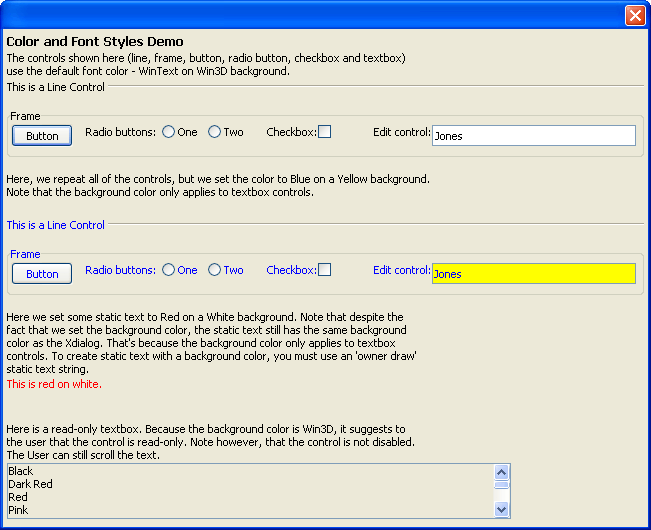 Color and Font Styles Demo
The controls shown here (line, frame, button, radio button, checkbox and textbox)
use the default font color - WinText on Win3D background.
This is a Line Control
Frame
Button Radio buttons: One Two Checkbox: Edit control: Jones
Here, we repeat all of the controls, but we set the color to Blue on a Yellow background.
Note that the background color only applies to textbox controls.
This is a Line Control
Frame
Button Radio buttons: One Two Checkbox: Edit control: Jones
Here we set some static text to Red on a White background. Note that despite the
fact that we set the background color, the static text still has the same background
color as the Xdialog. That's because the background color only applies to textbox
controls. To create static text with a background color, you must use an 'owner draw'
static text string.
This is red on white.
Here is a read-only textbox. Because the background color is Win3D, it suggests to
the user that the control is read-only. Note however, that the control is not disabled.
The User can still scroll the text.
Black
Dark Red
Red
Pink